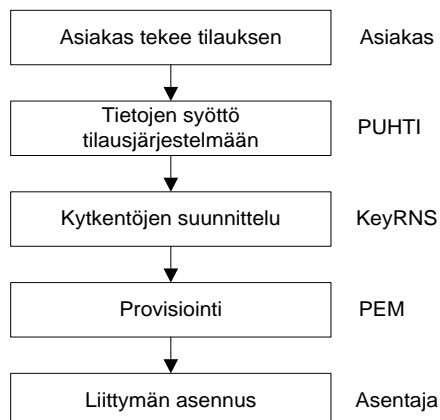 Asiakas tekee tilauksen
Asiakas
Tietojen syöttö
tilausjärjestelmään
PUHTI
Kytkentöjen suunnittelu
KeyRNS
Provisiointi
PEM
Liittymän asennus
Asentaja